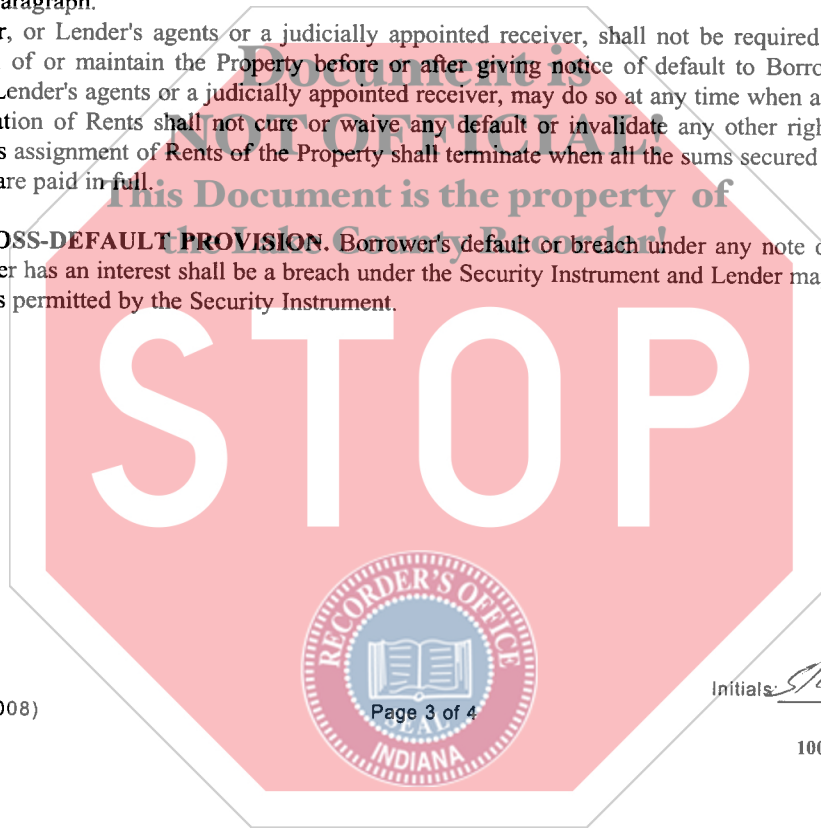 aragraph.
r, or Lender's agents or a judicially appointed receiver, shall not be required
of or maintain the Property before or after giving notice of default to Borro
Lender's agents or a judicially appointed receiver, may do so at any time when a
ation of Rents shall not cure or waive any default or invalidate any other righ
s assignment of Rents of the Property shall terminate when all the sums secured
are paid in full.
Document is
NOT OFFICIAL!
This Document is the property of
the Lake County Recorder!
OSS-DEFAULT PROVISION. Borrower's default or breach under any note o
er has an interest shall be a breach under the Security Instrument and Lender ma
s permitted by the Security Instrument.
STOP
RECORDER'S OFFICE
SEAL
INDIANA
Initials:
008)
Page 3 of 4
100